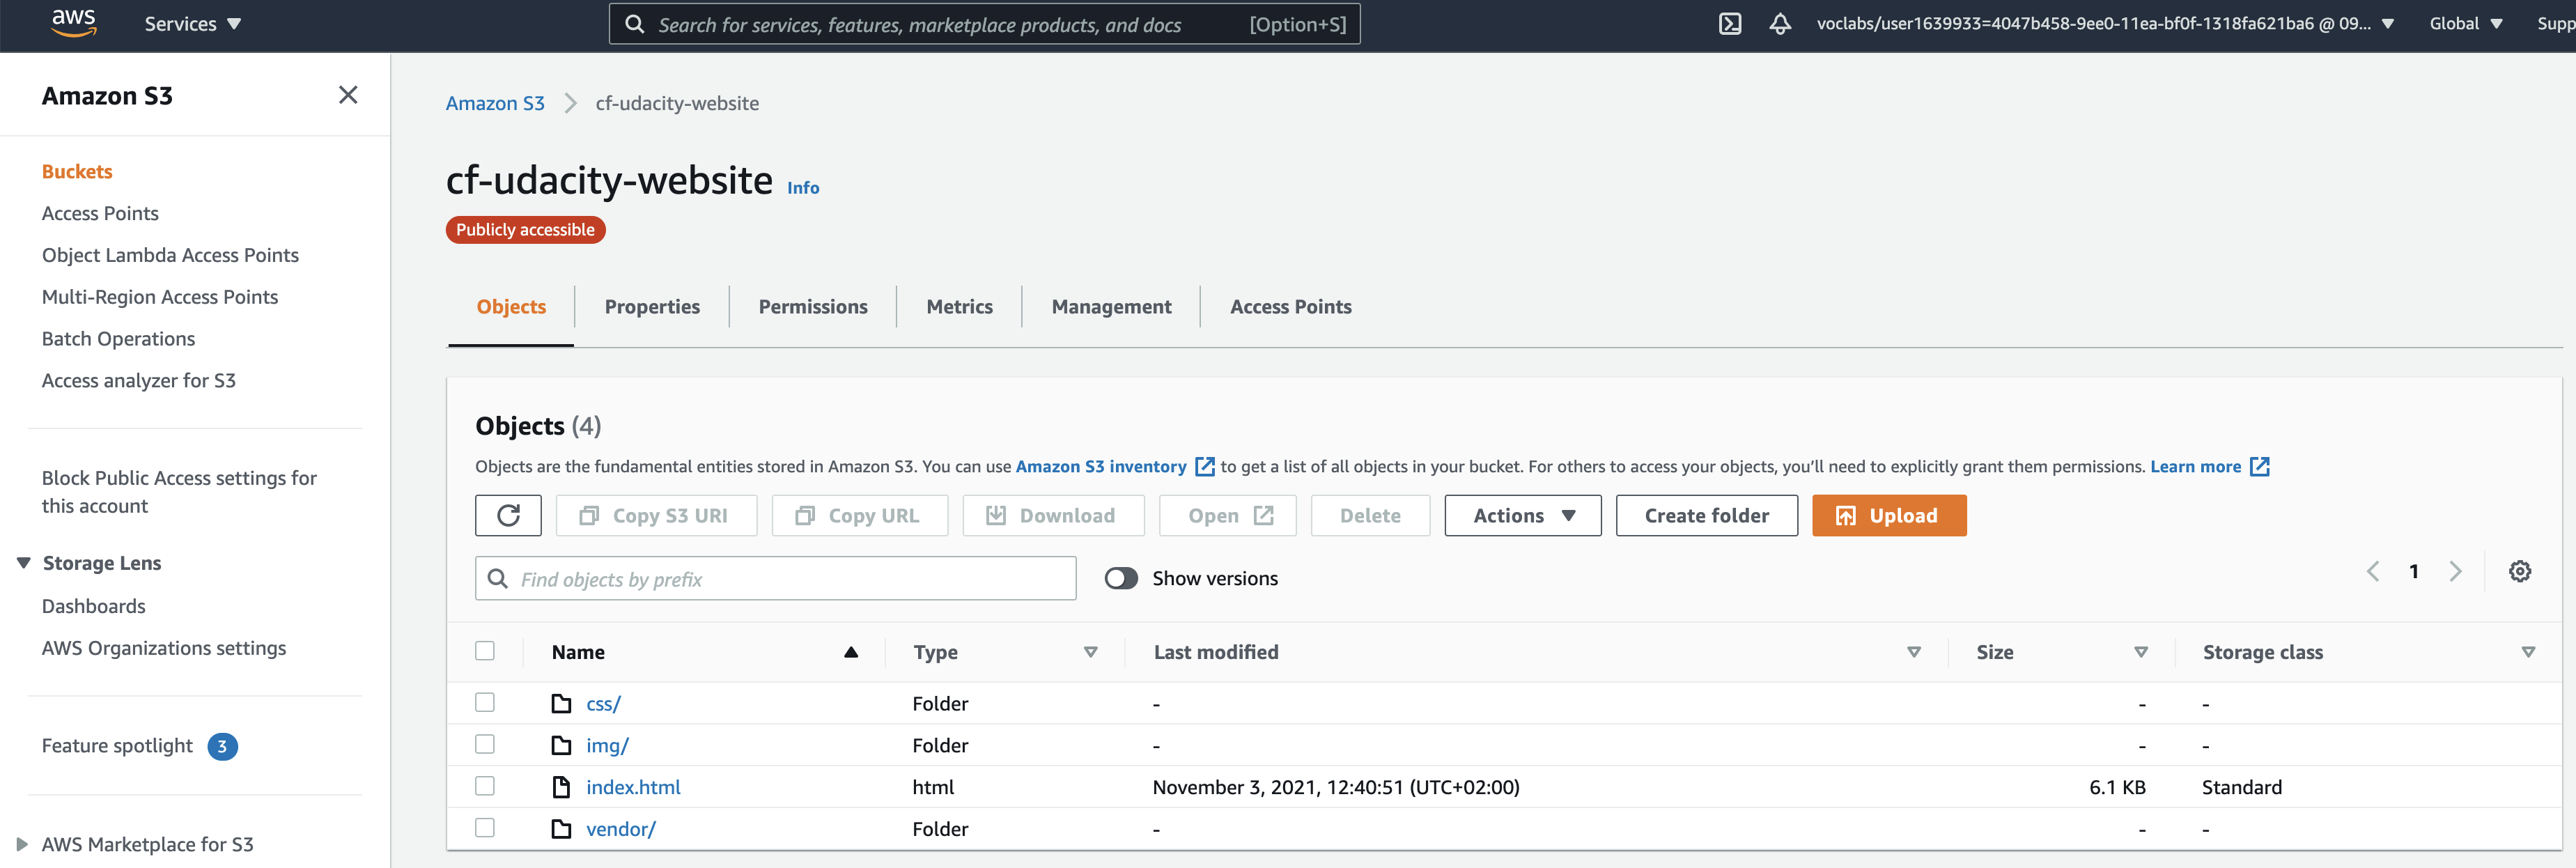 aws
Services
Search for services, features, marketplace products, and docs [Option+S]
voclabs/user1639933=4047b458-9ee0-11ea-bf0f-1318fa621ba6 @ 09...
Global
Supp
Amazon S3
Buckets
Access Points
Object Lambda Access Points
Multi-Region Access Points
Batch Operations
Access analyzer for S3
Block Public Access settings for
this account
Storage Lens
Dashboards
AWS Organizations settings
Feature spotlight 3
AWS Marketplace for S3
Amazon S3 cf-udacity-website
cf-udacity-website Info
Publicly accessible
Objects Properties Permissions Metrics Management Access Points
Objects (4)
Objects are the fundamental entities stored in Amazon S3. You can use Amazon S3 inventory to get a list of all objects in your bucket. For others to access your objects, you'll need to explicitly grant them permissions. Learn more
Copy S3 URI Copy URL Download Open Delete Actions Create folder Upload
Find objects by prefix Show versions 1
Name Type Last modified Size Storage class
css/ Folder - - -
img/ Folder - - -
index.html html November 3, 2021, 12:40:51 (UTC+02:00) 6.1 KB Standard
vendor/ Folder - - -